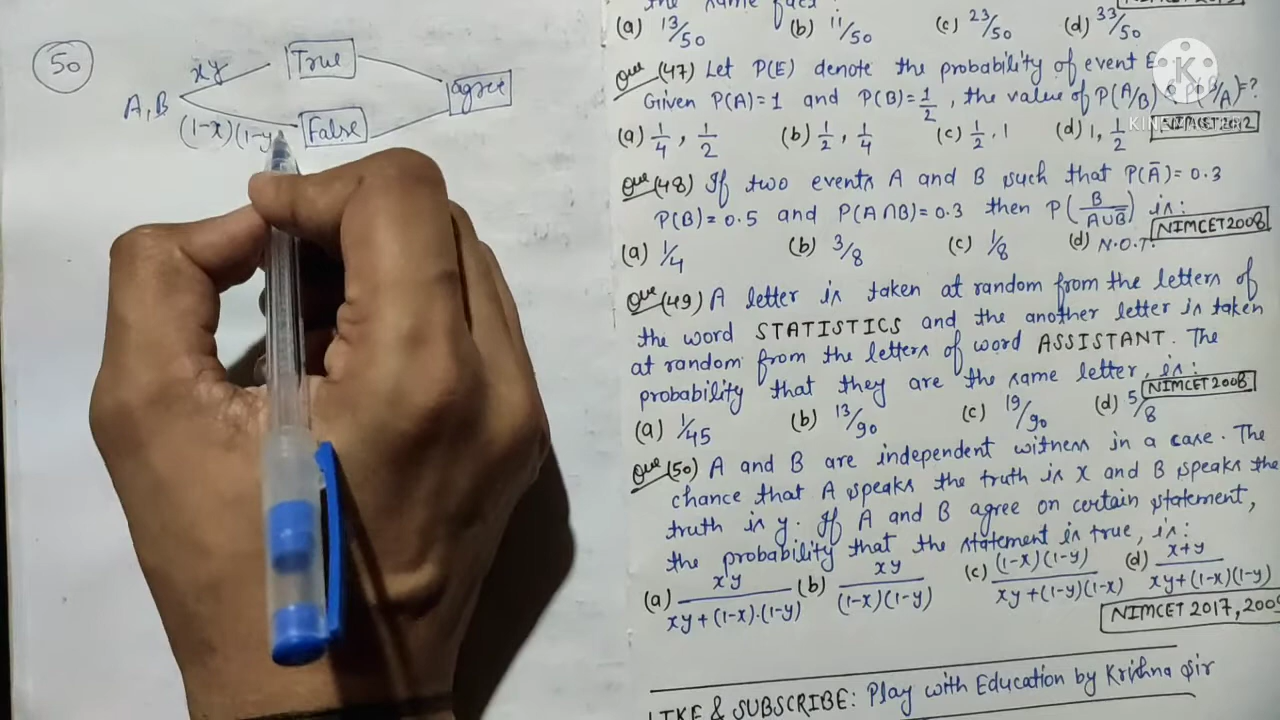 50
xy
True
A,B
agree
(1-x)(1-y
False
the same fact
(a) 13/50 (b) 11/50 (c) 23/50 (d) 33/50
Que (47) Let P(E) denote the probability of event E
Given P(A)=1 and P(B)=1/2, the value of P(A/B) P(B/A)=?
(a) 1/4, 1/2 (b) 1/2, 1/4 (c) 1/2, 1 (d) 1, 1/2 NIMCET 2012
Que (48) If two events A and B such that P(Ā)=0.3
P(B)=0.5 and P(A∩B)=0.3 then P(B/A∪B̅) is:
(a) 1/4 (b) 3/8 (c) 1/8 (d) N.O.T. NIMCET 2008
Que (49) A letter is taken at random from the letters of
the word STATISTICS and the another letter is taken
at random from the letters of word ASSISTANT. The
probability that they are the same letter, is:
NIMCET 2008
(a) 1/45 (b) 13/90 (c) 19/90 (d) 5/8
Que (50) A and B are independent witness in a case. The
chance that A speaks the truth is x and B speaks the
truth is y. If A and B agree on certain statement,
the probability that the statement is true, is:
(a) xy/xy+(1-x).(1-y) (b) xy/(1-x)(1-y) (c) (1-x)(1-y)/xy+(1-y)(1-x) (d) x+y/xy+(1-x)(1-y)
NIMCET 2017, 200
LIKE & SUBSCRIBE: Play with Education by Krishna Sir